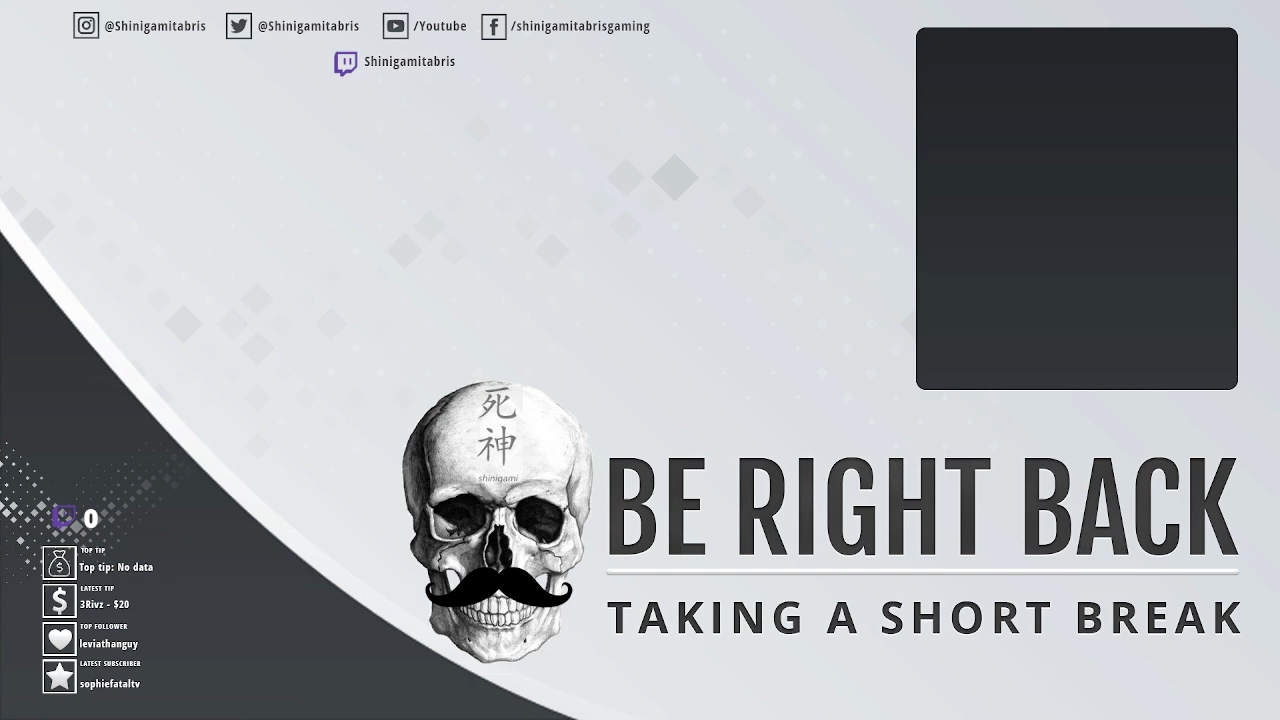 @Shinigamitabris @Shinigamitabris /Youtube /shinigamitabrisgaming
Shinigamitabris
死
神
shinigami
BE RIGHT BACK
TAKING A SHORT BREAK
0
TOP TIP
Top tip: No data
LATEST TIP
3Rivz - $20
TOP FOLLOWER
leviathanguy
LATEST SUBSCRIBER
sophiefataltv